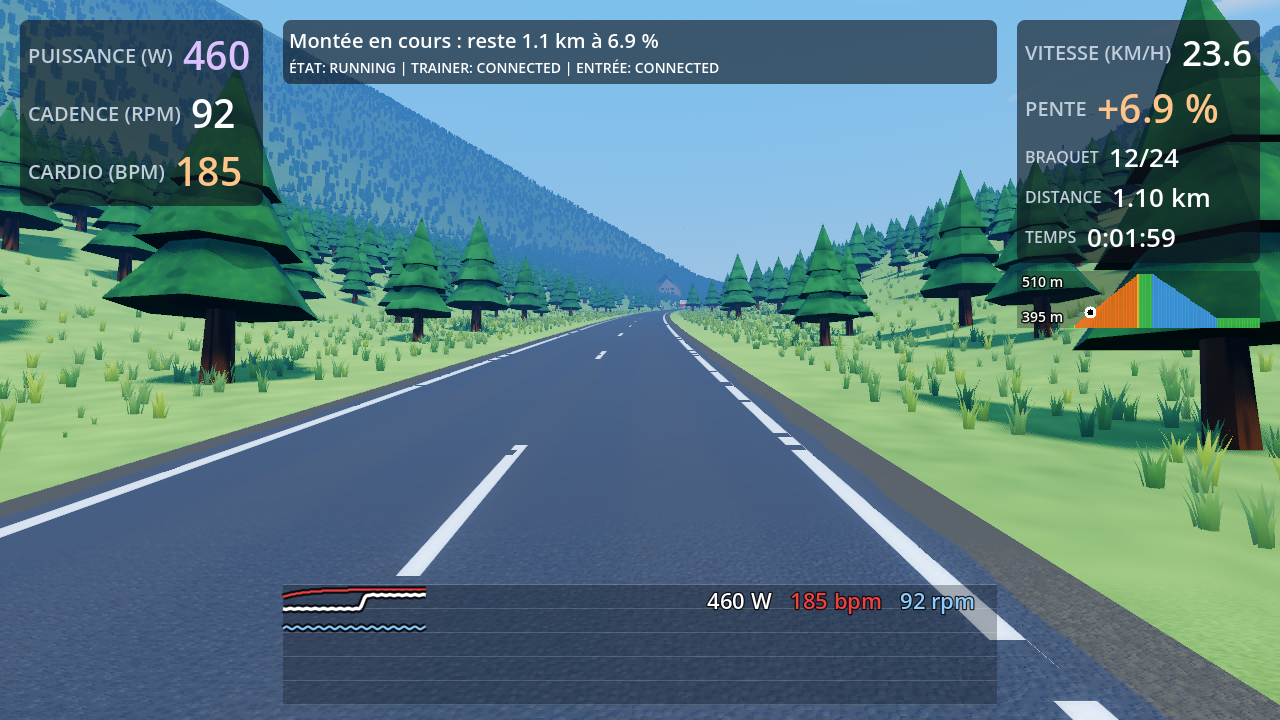 PUISSANCE (W) 460
CADENCE (RPM) 92
CARDIO (BPM) 185
Montée en cours : reste 1.1 km à 6.9 %
ÉTAT: RUNNING | TRAINER: CONNECTED | ENTRÉE: CONNECTED
VITESSE (KM/H) 23.6
PENTE +6.9 %
BRAQUET 12/24
DISTANCE 1.10 km
TEMPS 0:01:59
510 m
395 m
460 W 185 bpm 92 rpm